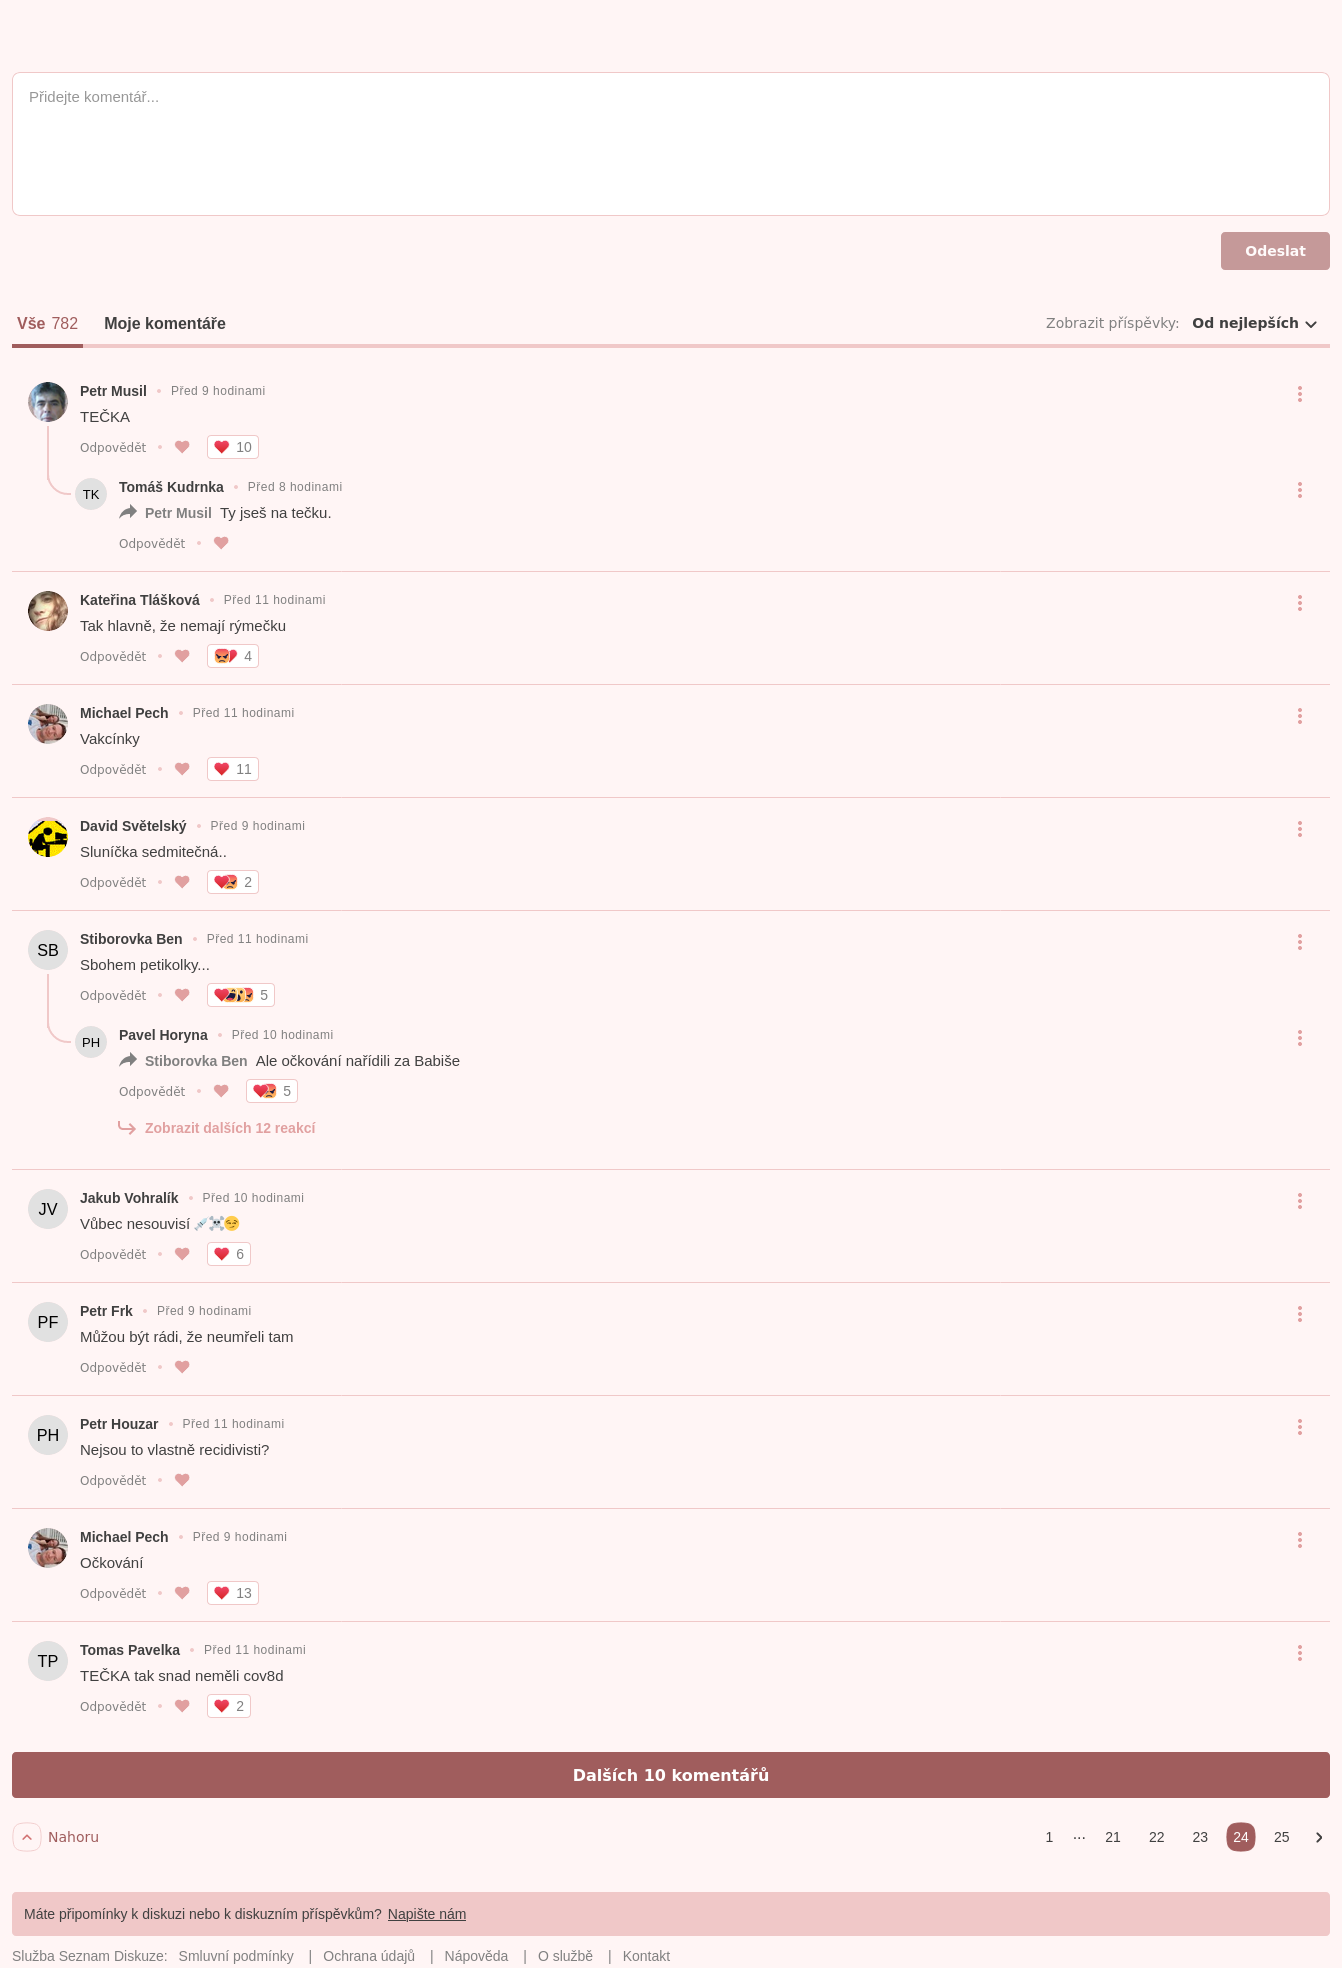 Přidejte komentář...
Odeslat
Vše 782 Moje komentáře Zobrazit příspěvky: Od nejlepších
Petr Musil • Před 9 hodinami
TEČKA
Odpovědět • 10
TK Tomáš Kudrnka • Před 8 hodinami
Petr Musil Ty jseš na tečku.
Odpovědět •
Kateřina Tlášková • Před 11 hodinami
Tak hlavně, že nemají rýmečku
Odpovědět • 4
Michael Pech • Před 11 hodinami
Vakcínky
Odpovědět • 11
David Světelský • Před 9 hodinami
Sluníčka sedmitečná..
Odpovědět • 2
SB Stiborovka Ben • Před 11 hodinami
Sbohem petikolky...
Odpovědět • 5
PH Pavel Horyna • Před 10 hodinami
Stiborovka Ben Ale očkování nařídili za Babiše
Odpovědět • 5
Zobrazit dalších 12 reakcí
JV Jakub Vohralík • Před 10 hodinami
Vůbec nesouvisí 💉☠️😏
Odpovědět • 6
PF Petr Frk • Před 9 hodinami
Můžou být rádi, že neumřeli tam
Odpovědět •
PH Petr Houzar • Před 11 hodinami
Nejsou to vlastně recidivisti?
Odpovědět •
Michael Pech • Před 9 hodinami
Očkování
Odpovědět • 13
TP Tomas Pavelka • Před 11 hodinami
TEČKA tak snad neměli cov8d
Odpovědět • 2
Dalších 10 komentářů
Nahoru 1 ... 21 22 23 24 25
Máte připomínky k diskuzi nebo k diskuzním příspěvkům? Napište nám
Služba Seznam Diskuze: Smluvní podmínky | Ochrana údajů | Nápověda | O službě | Kontakt